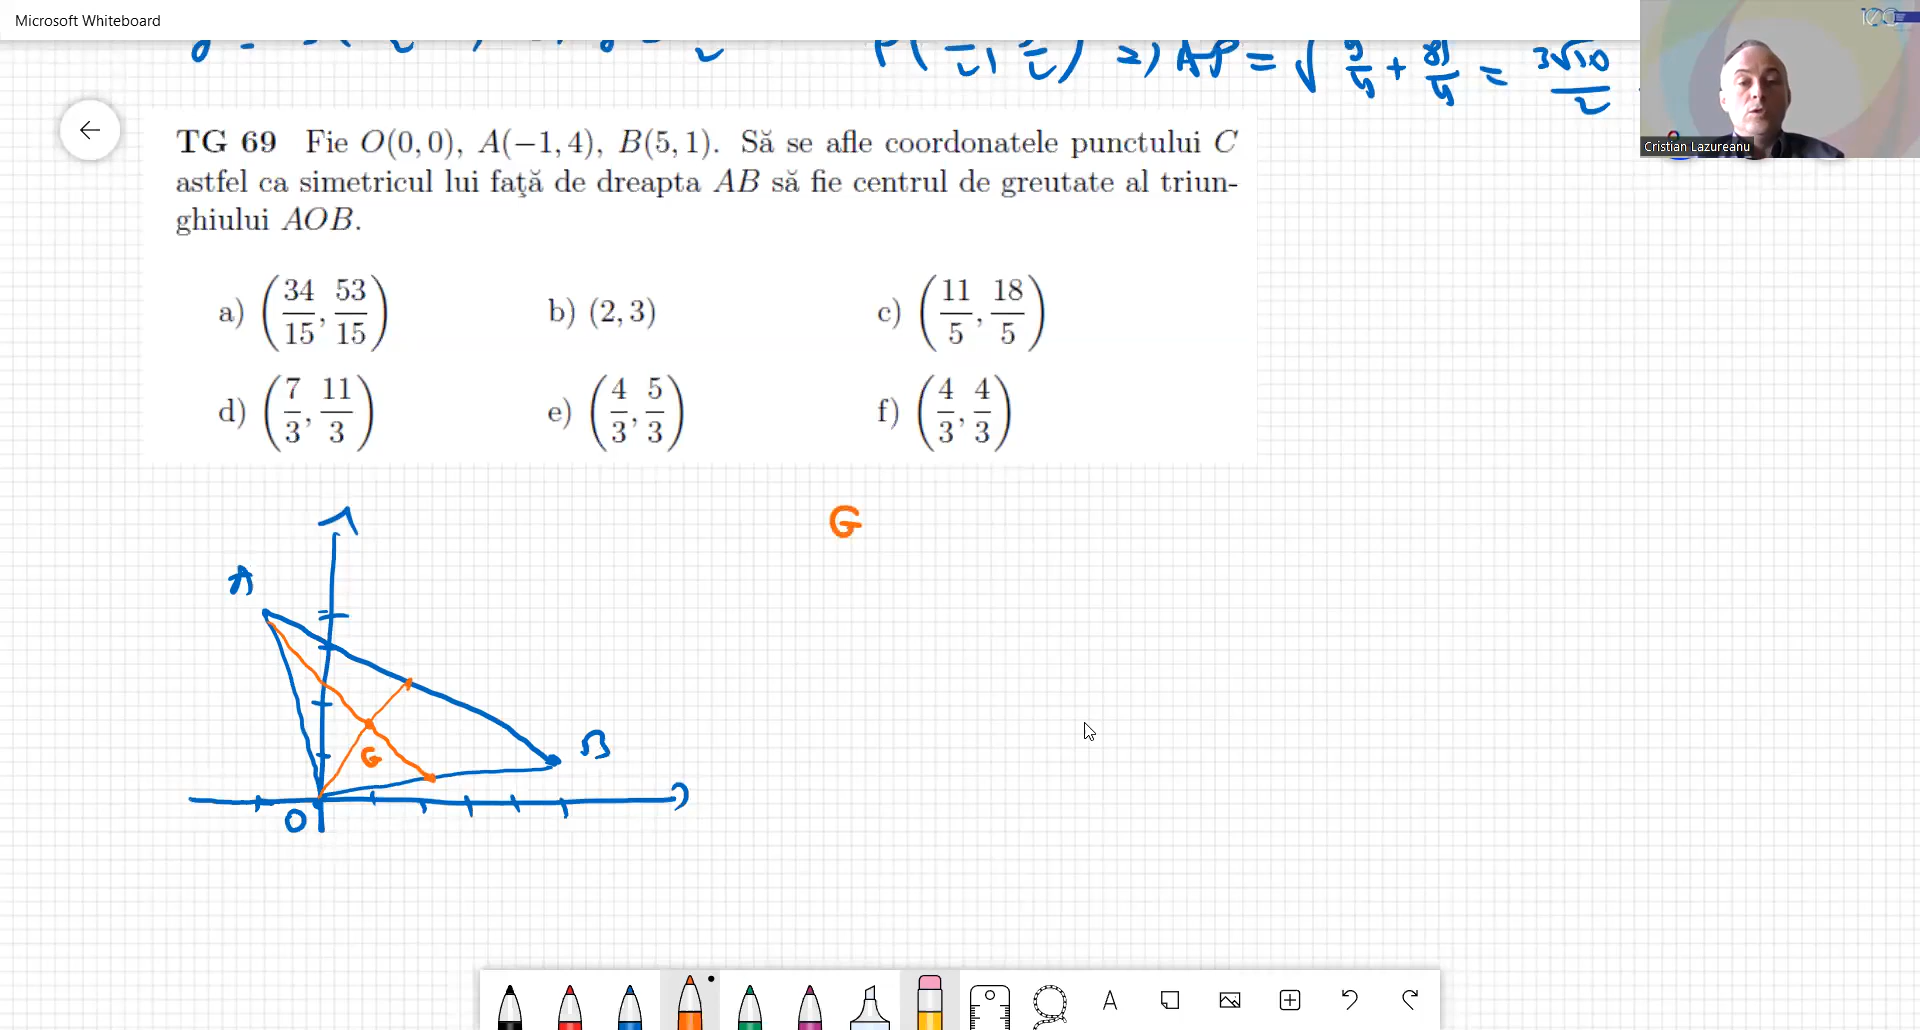 Microsoft Whiteboard
=> AP = √ 9/4 + 81/4 = 3√10/2
Cristian Lazureanu
TG 69 Fie O(0, 0), A(−1, 4), B(5, 1). Să se afle coordonatele punctului C
astfel ca simetricul lui faţă de dreapta AB să fie centrul de greutate al triun-
ghiului AOB.
a) (34/15, 53/15) b) (2, 3) c) (11/5, 18/5)
d) (7/3, 11/3) e) (4/3, 5/3) f) (4/3, 4/3)
G
A
B
G
O
A